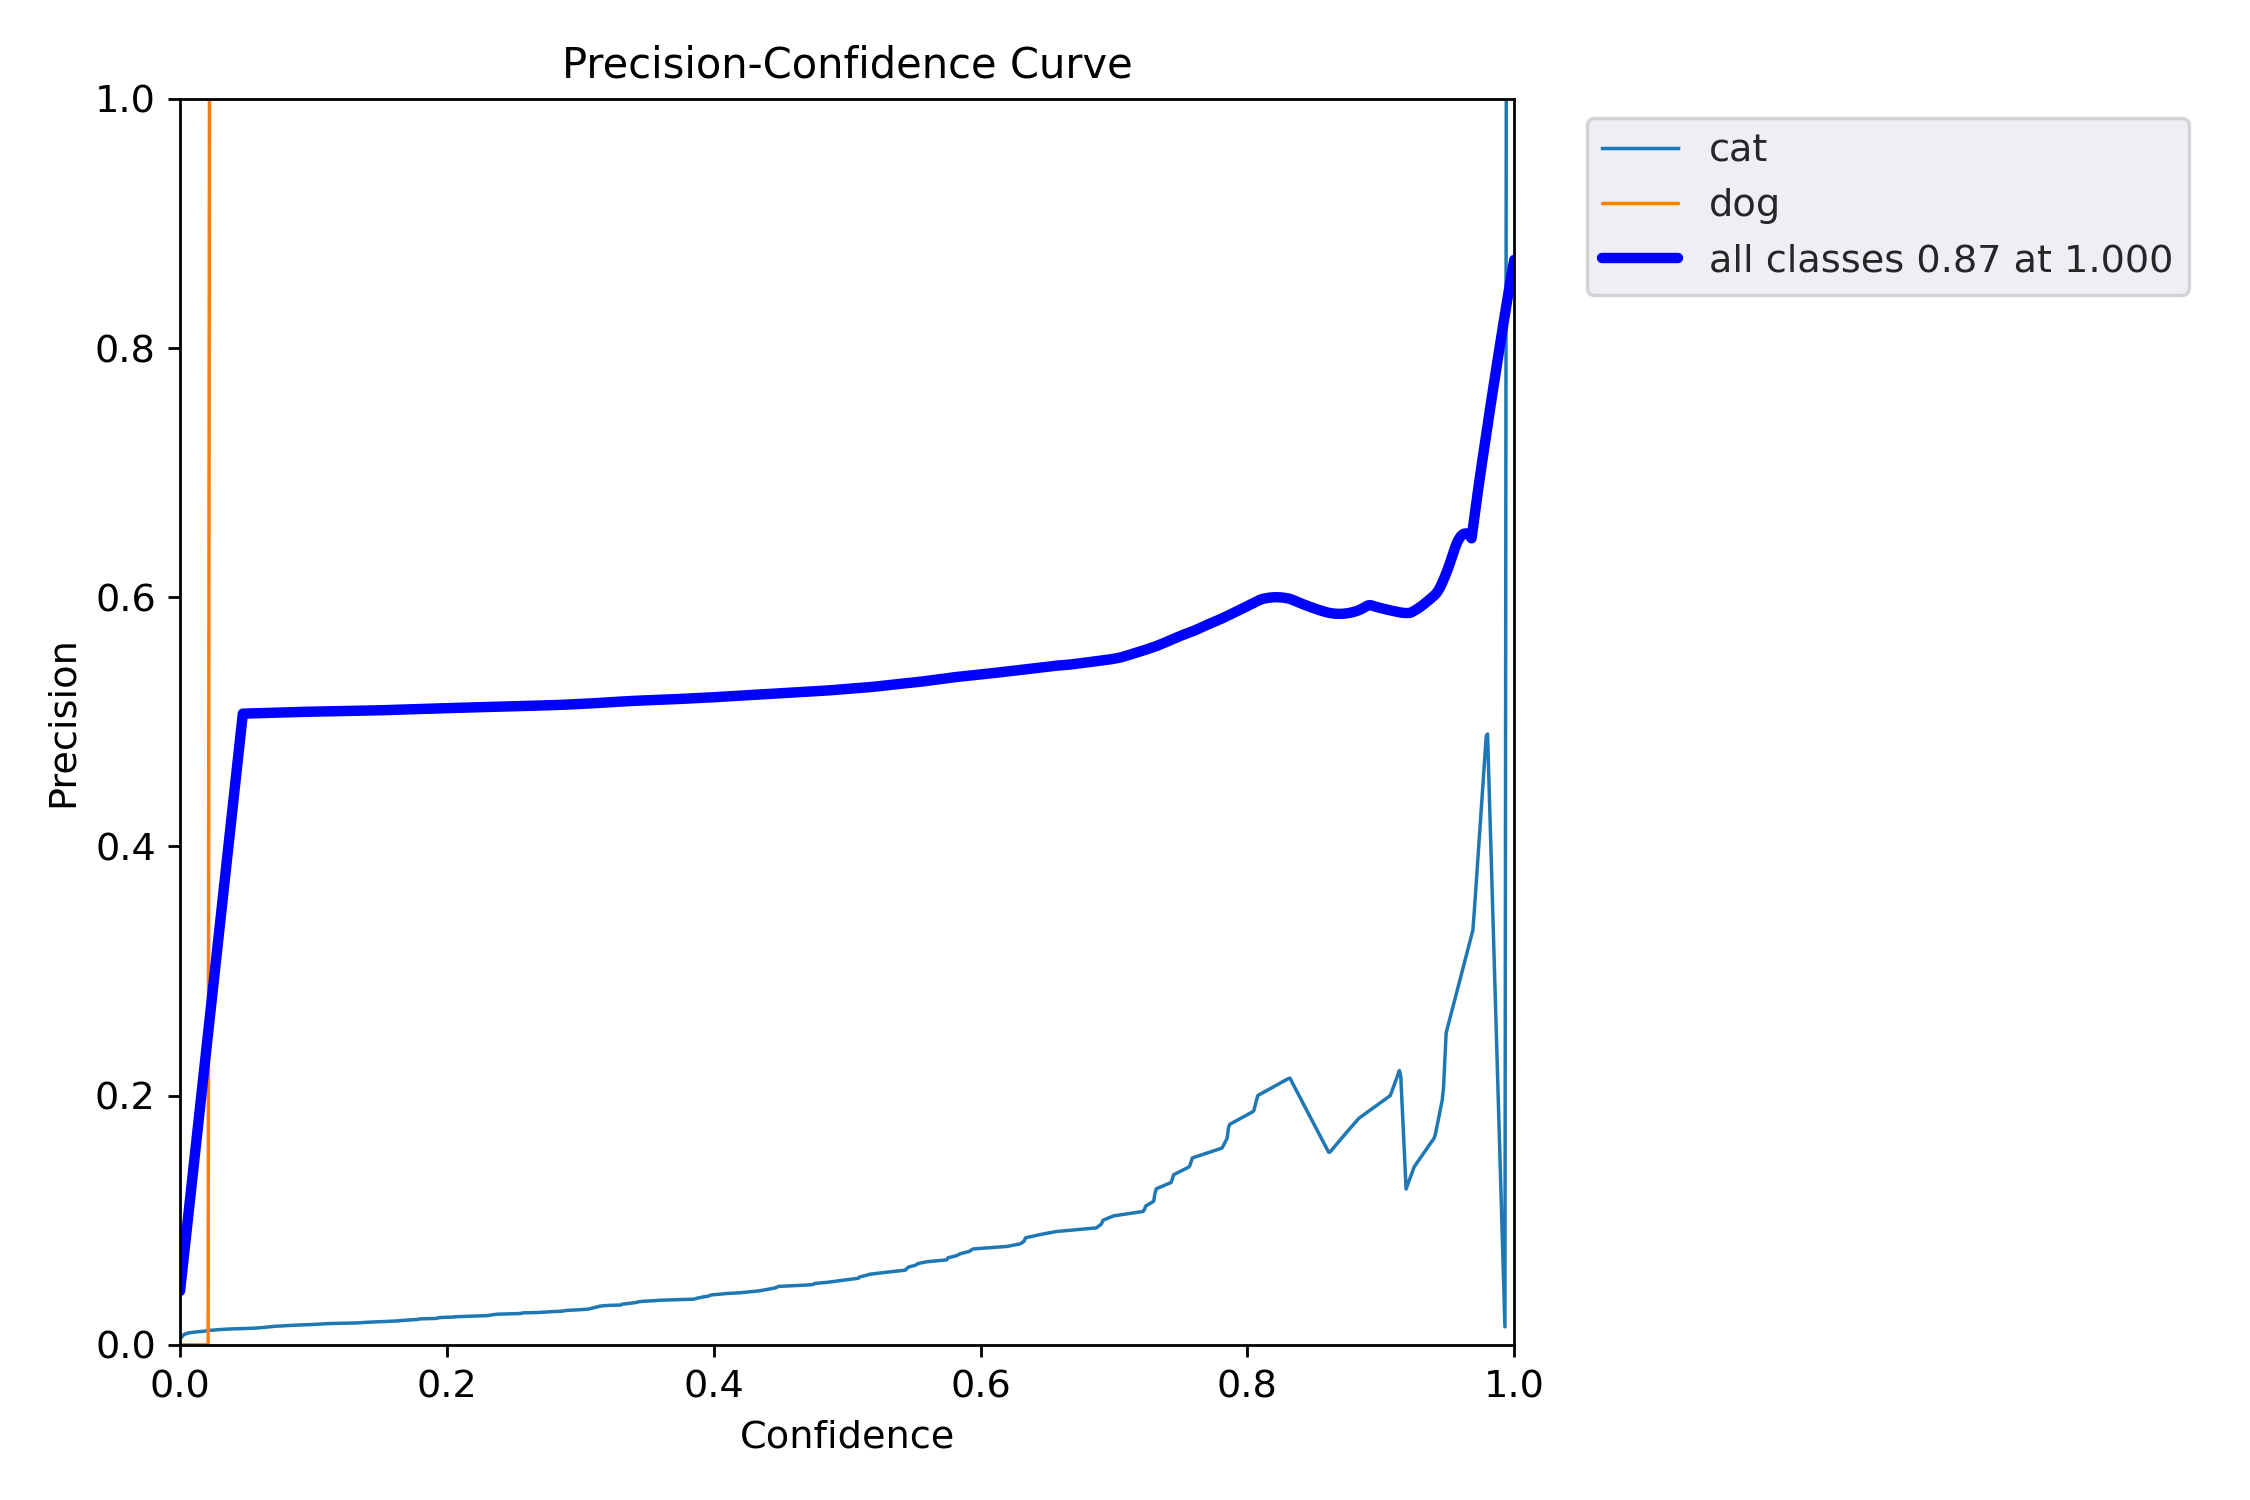 Precision-Confidence Curve
1.0
0.8
0.6
0.4
0.2
0.0
Precision
0.0 0.2 0.4 0.6 0.8 1.0
Confidence
cat
dog
all classes 0.87 at 1.000